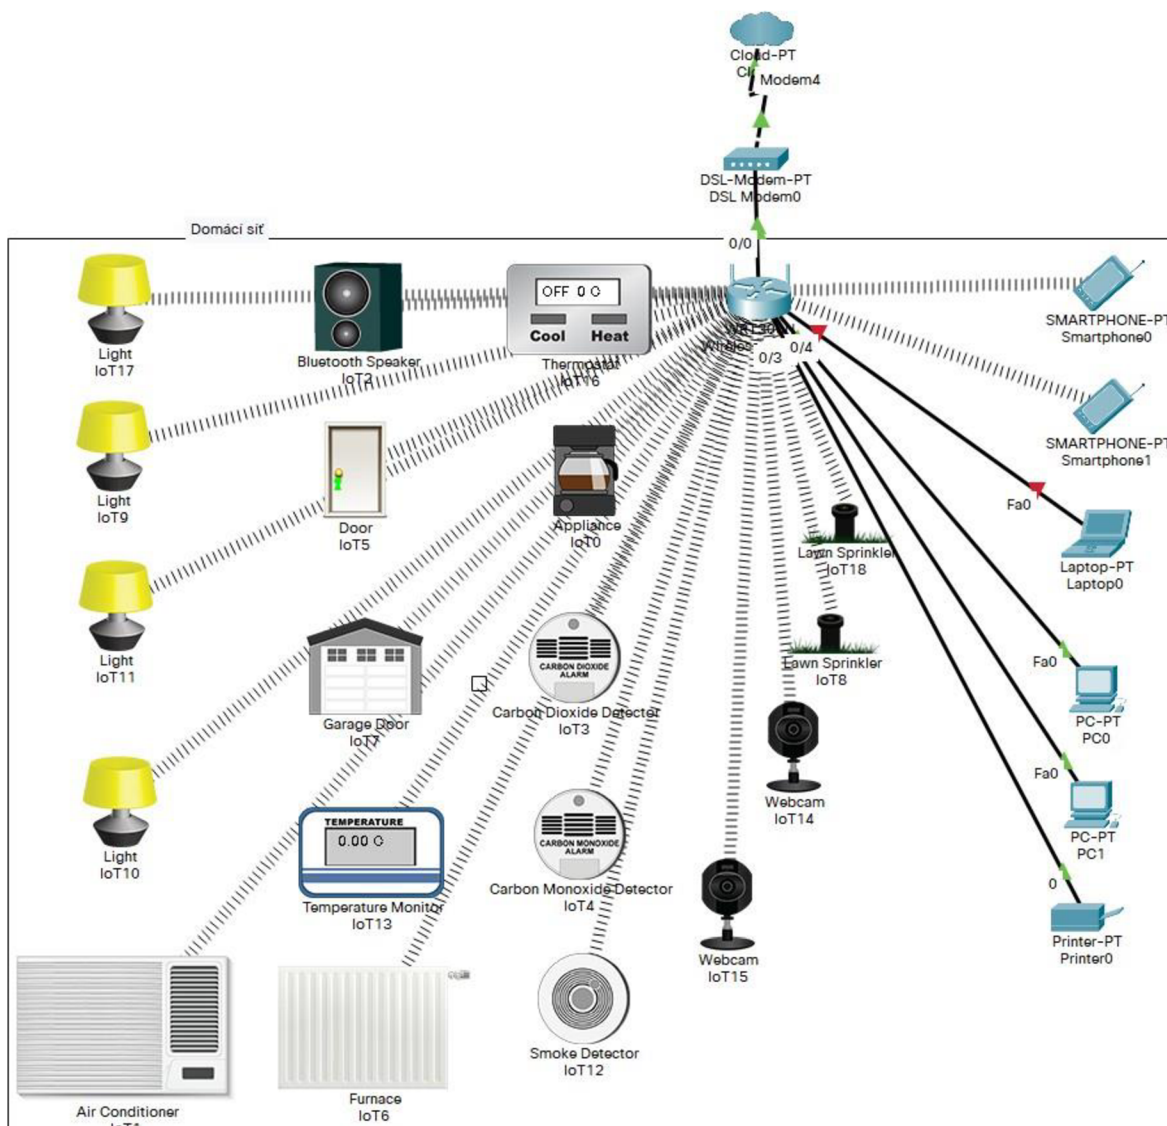 Cloud-PT
Modem4
DSL-Modem-PT
DSL Modem0
Domácí síť
0/0
Light
IoT17
Bluetooth Speaker
IoT2
OFF 0 C
Cool Heat
Thermostat
IoT16
0/3
0/4
SMARTPHONE-PT
Smartphone0
SMARTPHONE-PT
Smartphone1
Light
IoT9
Door
IoT5
Appliance
IoT0
Fa0
Laptop-PT
Laptop0
Lawn Sprinkler
IoT18
Light
IoT11
Garage Door
IoT7
CARBON DIOXIDE
ALARM
Carbon Dioxide Detector
IoT3
Lawn Sprinkler
IoT8
Fa0
PC-PT
PC0
Webcam
IoT14
Light
IoT10
TEMPERATURE
0.00 C
Temperature Monitor
IoT13
CARBON MONOXIDE
ALARM
Carbon Monoxide Detector
IoT4
Fa0
PC-PT
PC1
Webcam
IoT15
0
Printer-PT
Printer0
Smoke Detector
IoT12
Furnace
IoT6
Air Conditioner